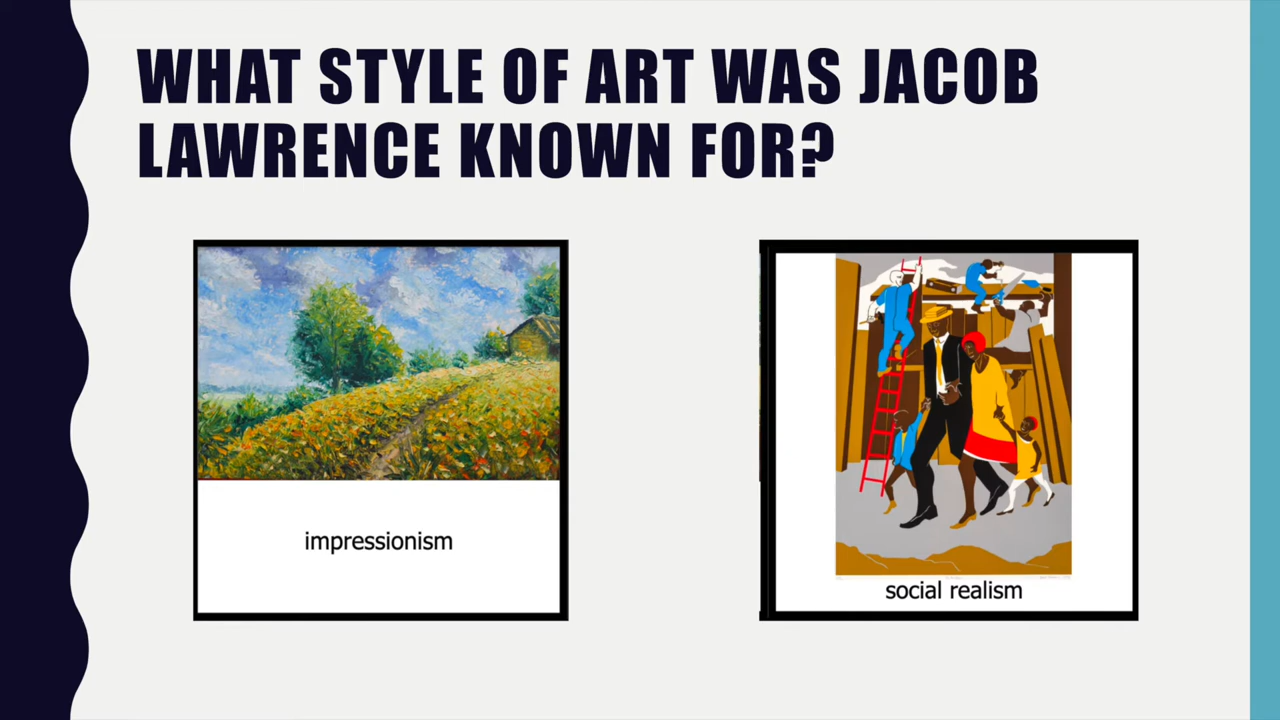 WHAT STYLE OF ART WAS JACOB
LAWRENCE KNOWN FOR?
impressionism
social realism